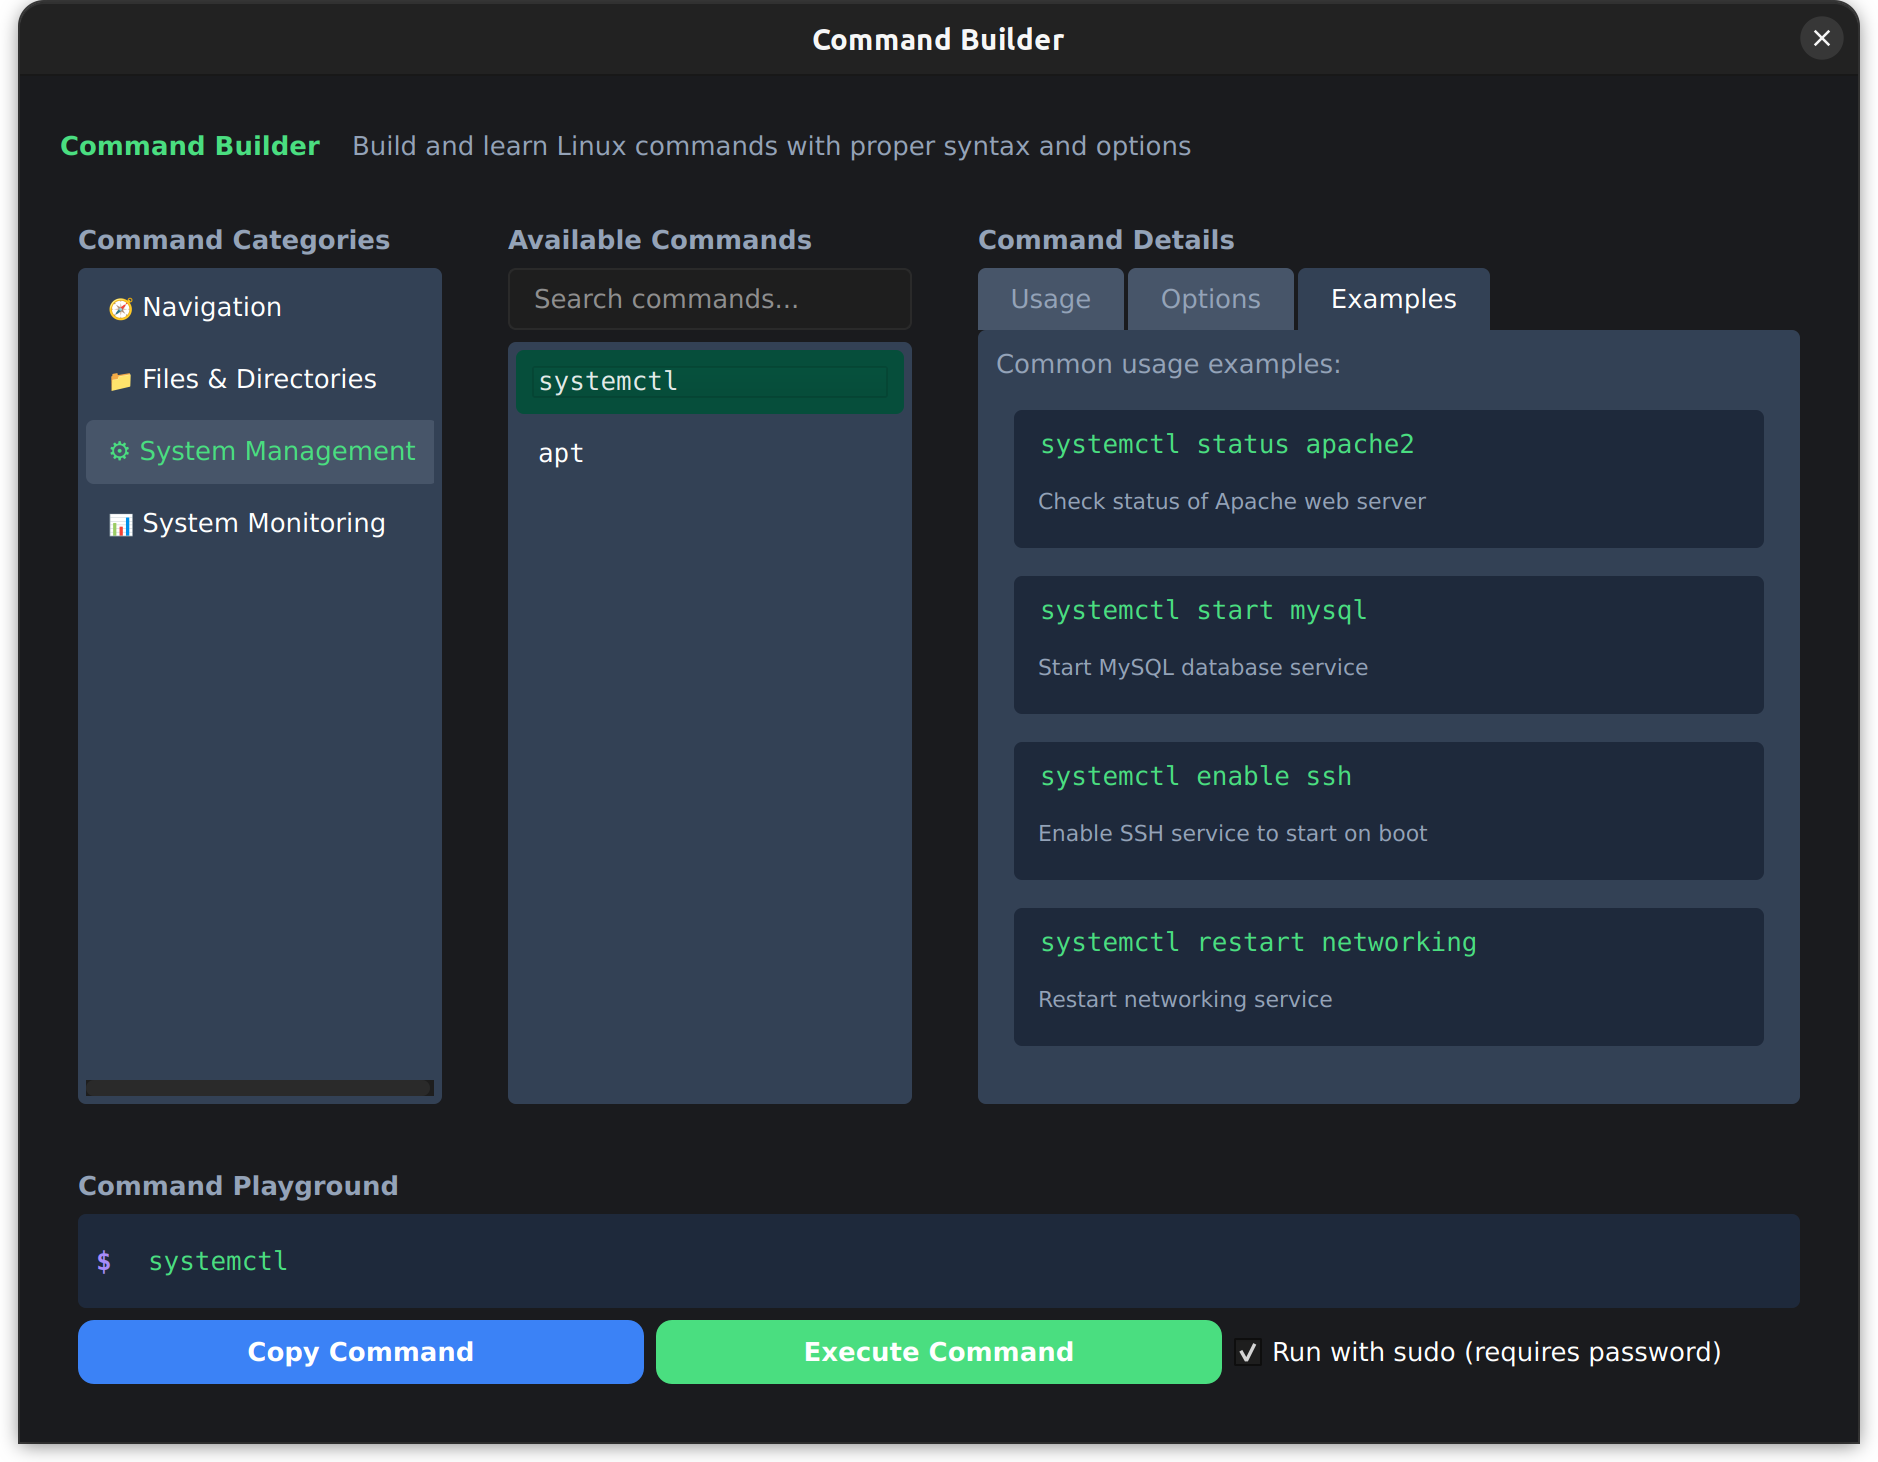 Command Builder
Command Builder Build and learn Linux commands with proper syntax and options
Command Categories
Navigation
Files & Directories
System Management
System Monitoring
Available Commands
Search commands...
systemctl
apt
Command Details
Usage Options Examples
Common usage examples:
systemctl status apache2
Check status of Apache web server
systemctl start mysql
Start MySQL database service
systemctl enable ssh
Enable SSH service to start on boot
systemctl restart networking
Restart networking service
Command Playground
$ systemctl
Copy Command Execute Command Run with sudo (requires password)